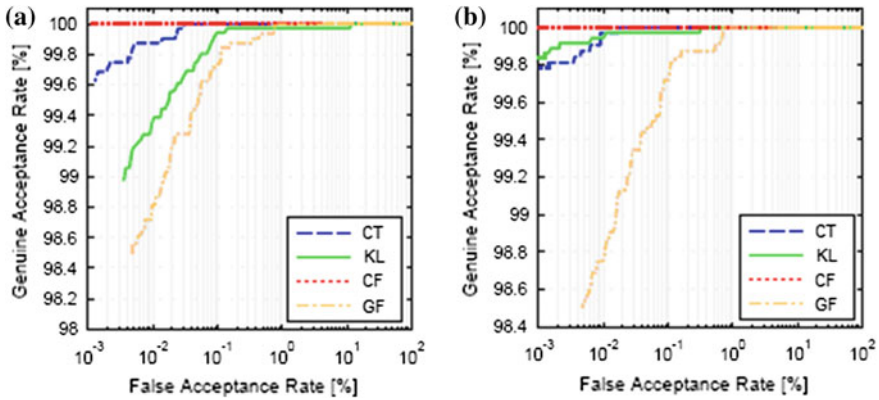 (a)
Genuine Acceptance Rate [%]
100
99.8
99.6
99.4
99.2
99
98.8
98.6
98.4
98.2
98
10^-3
10^-2
10^-1
10^0
10^1
10^2
False Acceptance Rate [%]
CT
KL
CF
GF
(b)
Genuine Acceptance Rate [%]
100
99.8
99.6
99.4
99.2
99
98.8
98.6
98.4
10^-3
10^-2
10^-1
10^0
10^1
10^2
False Acceptance Rate [%]
CT
KL
CF
GF